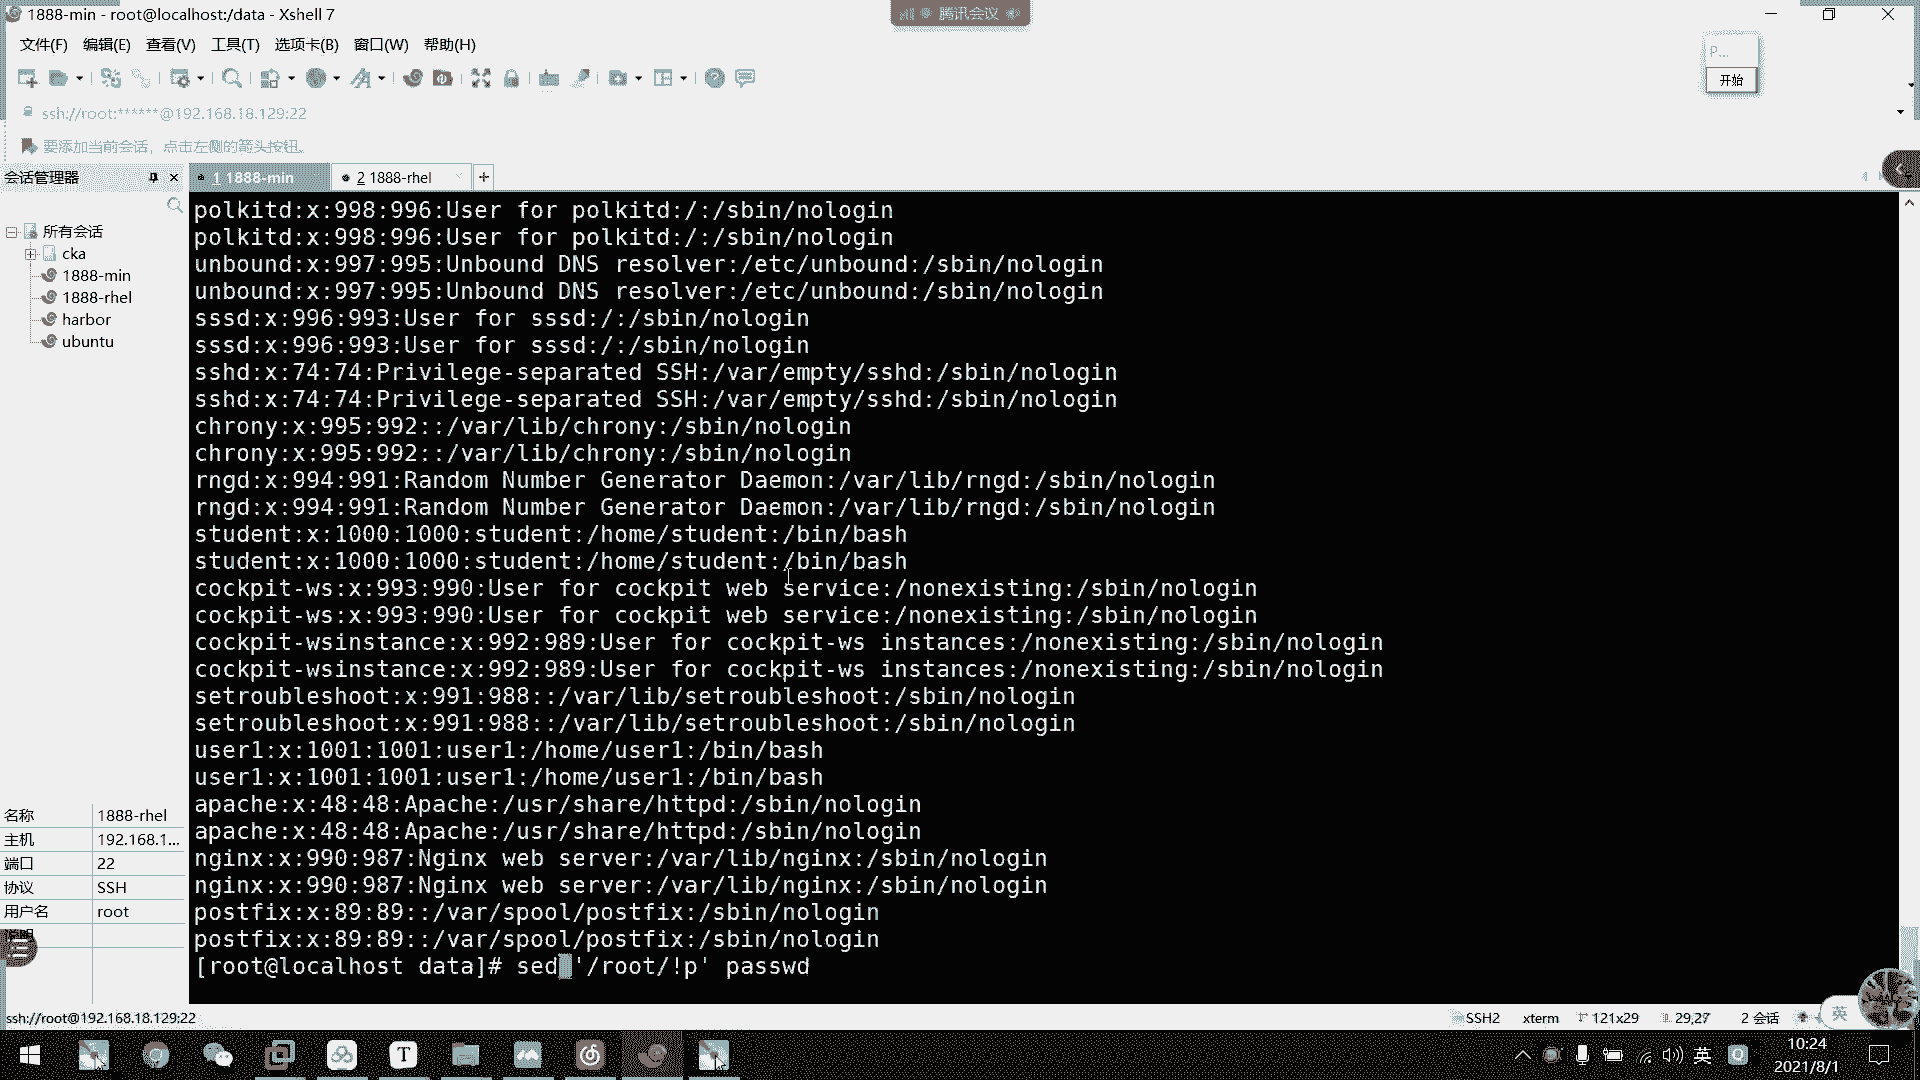 1888-min - root@localhost:/data - Xshell 7
腾讯会议
文件(F) 编辑(E) 查看(V) 工具(T) 选项卡(B) 窗口(W) 帮助(H)
P...
开始
ssh://root:******@192.168.18.129:22
要添加当前会话，点击左侧的箭头按钮。
会话管理器
1 1888-min
2 1888-rhel
所有会话
cka
1888-min
1888-rhel
harbor
ubuntu
名称 1888-rhel
主机 192.168.1...
端口 22
协议 SSH
用户名 root
polkitd:x:998:996:User for polkitd:/:/sbin/nologin
polkitd:x:998:996:User for polkitd:/:/sbin/nologin
unbound:x:997:995:Unbound DNS resolver:/etc/unbound:/sbin/nologin
unbound:x:997:995:Unbound DNS resolver:/etc/unbound:/sbin/nologin
sssd:x:996:993:User for sssd:/:/sbin/nologin
sssd:x:996:993:User for sssd:/:/sbin/nologin
sshd:x:74:74:Privilege-separated SSH:/var/empty/sshd:/sbin/nologin
sshd:x:74:74:Privilege-separated SSH:/var/empty/sshd:/sbin/nologin
chrony:x:995:992::/var/lib/chrony:/sbin/nologin
chrony:x:995:992::/var/lib/chrony:/sbin/nologin
rngd:x:994:991:Random Number Generator Daemon:/var/lib/rngd:/sbin/nologin
rngd:x:994:991:Random Number Generator Daemon:/var/lib/rngd:/sbin/nologin
student:x:1000:1000:student:/home/student:/bin/bash
student:x:1000:1000:student:/home/student:/bin/bash
cockpit-ws:x:993:990:User for cockpit web service:/nonexisting:/sbin/nologin
cockpit-ws:x:993:990:User for cockpit web service:/nonexisting:/sbin/nologin
cockpit-wsinstance:x:992:989:User for cockpit-ws instances:/nonexisting:/sbin/nologin
cockpit-wsinstance:x:992:989:User for cockpit-ws instances:/nonexisting:/sbin/nologin
setroubleshoot:x:991:988::/var/lib/setroubleshoot:/sbin/nologin
setroubleshoot:x:991:988::/var/lib/setroubleshoot:/sbin/nologin
user1:x:1001:1001:user1:/home/user1:/bin/bash
user1:x:1001:1001:user1:/home/user1:/bin/bash
apache:x:48:48:Apache:/usr/share/httpd:/sbin/nologin
apache:x:48:48:Apache:/usr/share/httpd:/sbin/nologin
nginx:x:990:987:Nginx web server:/var/lib/nginx:/sbin/nologin
nginx:x:990:987:Nginx web server:/var/lib/nginx:/sbin/nologin
postfix:x:89:89::/var/spool/postfix:/sbin/nologin
postfix:x:89:89::/var/spool/postfix:/sbin/nologin
[root@localhost data]# sed '/root/!p' passwd
ssh://root@192.168.18.129:22
SSH2 xterm 121x29 29,27 2 会话
英
英
10:24
2021/8/1